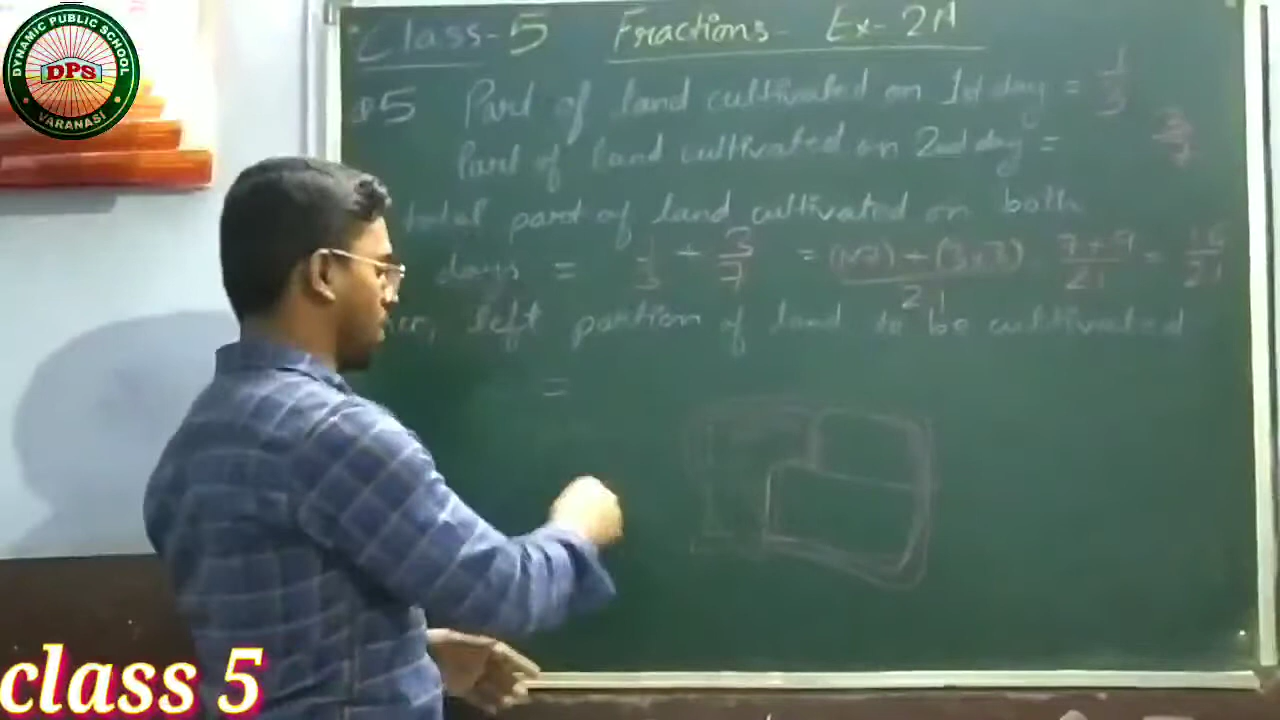 DYNAMIC PUBLIC SCHOOL
DPS
VARANASI
Class-5 Fractions- Ex-2A
5 Part of land cultivated on 1st day = 1/3
Part of land cultivated on 2nd day = 3/7
total part of land cultivated on both
days = 1/3 + 3/7 = (1×7) + (3×3)/21 7+9/21 = 16/21
left portion of land to be cultivated
=
class 5